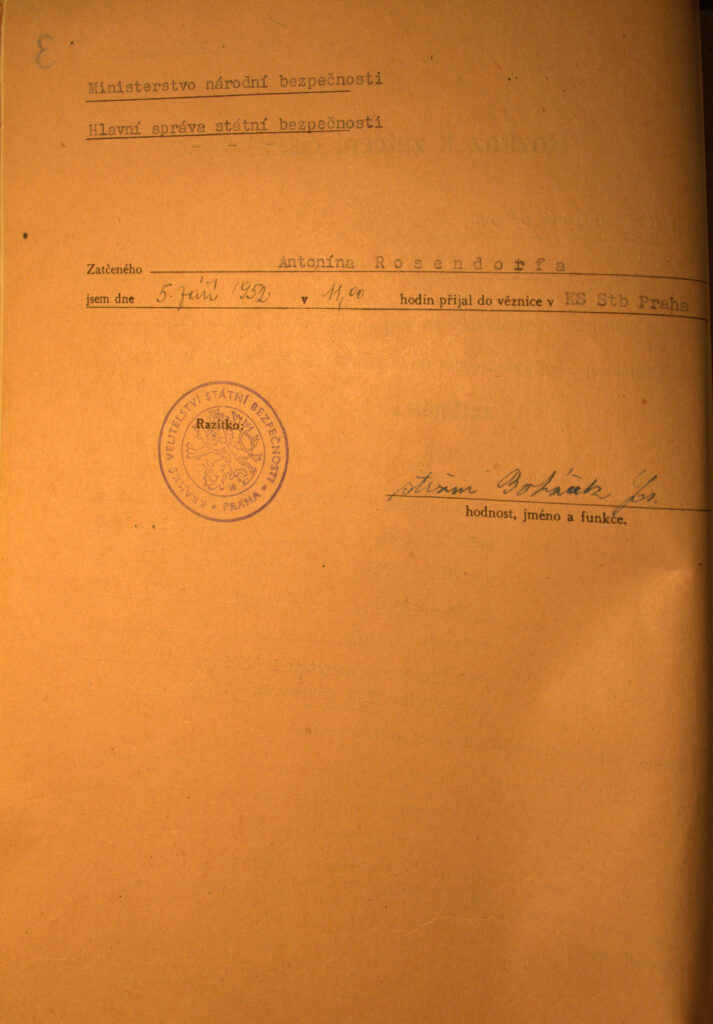 3
Ministerstvo národní bezpečnosti
Hlavní správa státní bezpečnosti
- - -
Zatčeného Antonína Rosendorfa
jsem dne 5. září 1952 v 11,00 hodin přijal do věznice v KS Stb Praha
KRAJSKÉ VELITELSTVÍ STÁTNÍ BEZPEČNOSTI • PRAHA •
Razítko:
hodnost, jméno a funkce.